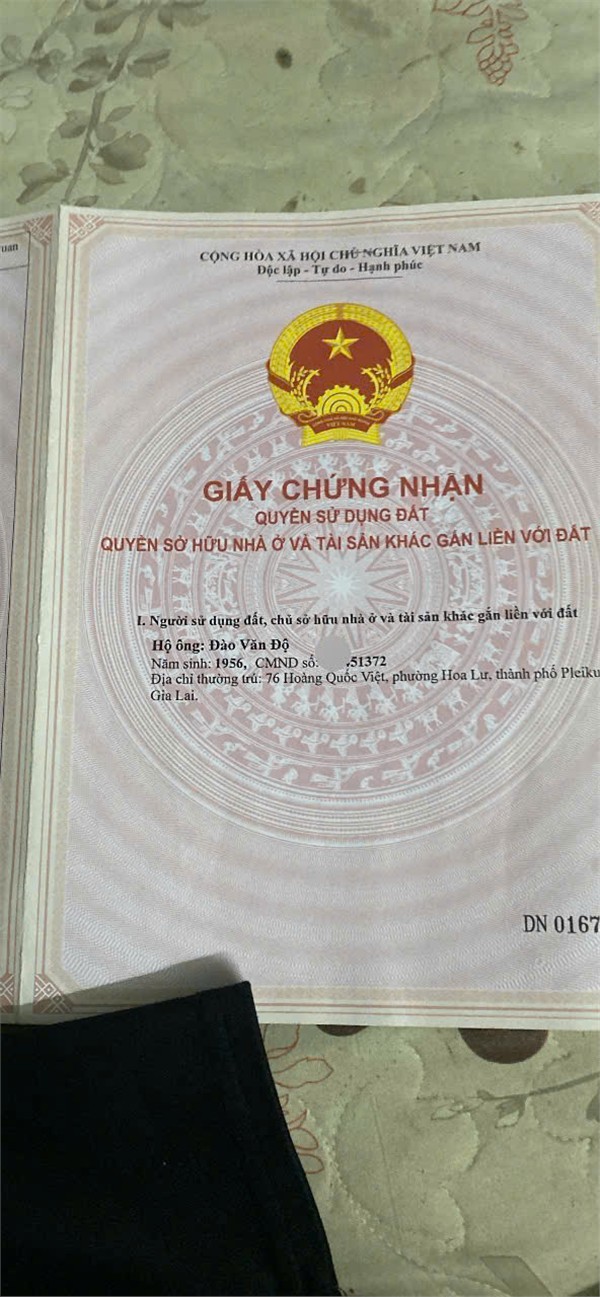 CỘNG HÒA XÃ HỘI CHỦ NGHĨA VIỆT NAM
Độc lập - Tự do - Hạnh phúc
VIỆT NAM
GIẤY CHỨNG NHẬN
QUYỀN SỬ DỤNG ĐẤT
QUYỀN SỞ HỮU NHÀ Ở VÀ TÀI SẢN KHÁC GẮN LIỀN VỚI ĐẤT
I. Người sử dụng đất, chủ sở hữu nhà ở và tài sản khác gắn liền với đất
Hộ ông: Đào Văn Độ
Năm sinh: 1956, CMND số: .51372
Địa chỉ thường trú: 76 Hoàng Quốc Việt, phường Hoa Lư, thành phố Pleiku
Gia Lai.
DN 0167